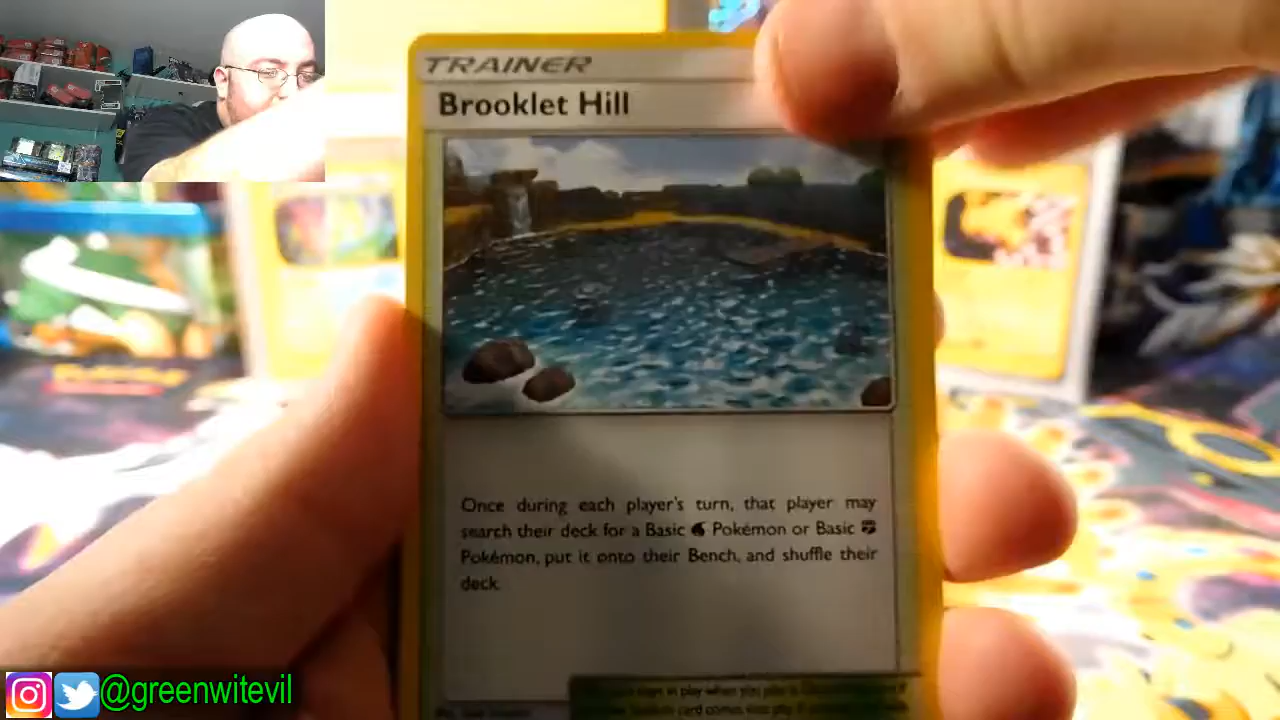 TRAINER
Brooklet Hill
Once during each player's turn, that player may
search their deck for a Basic Pokémon or Basic
Pokémon, put it onto their Bench, and shuffle their
deck.
@greenwitevil